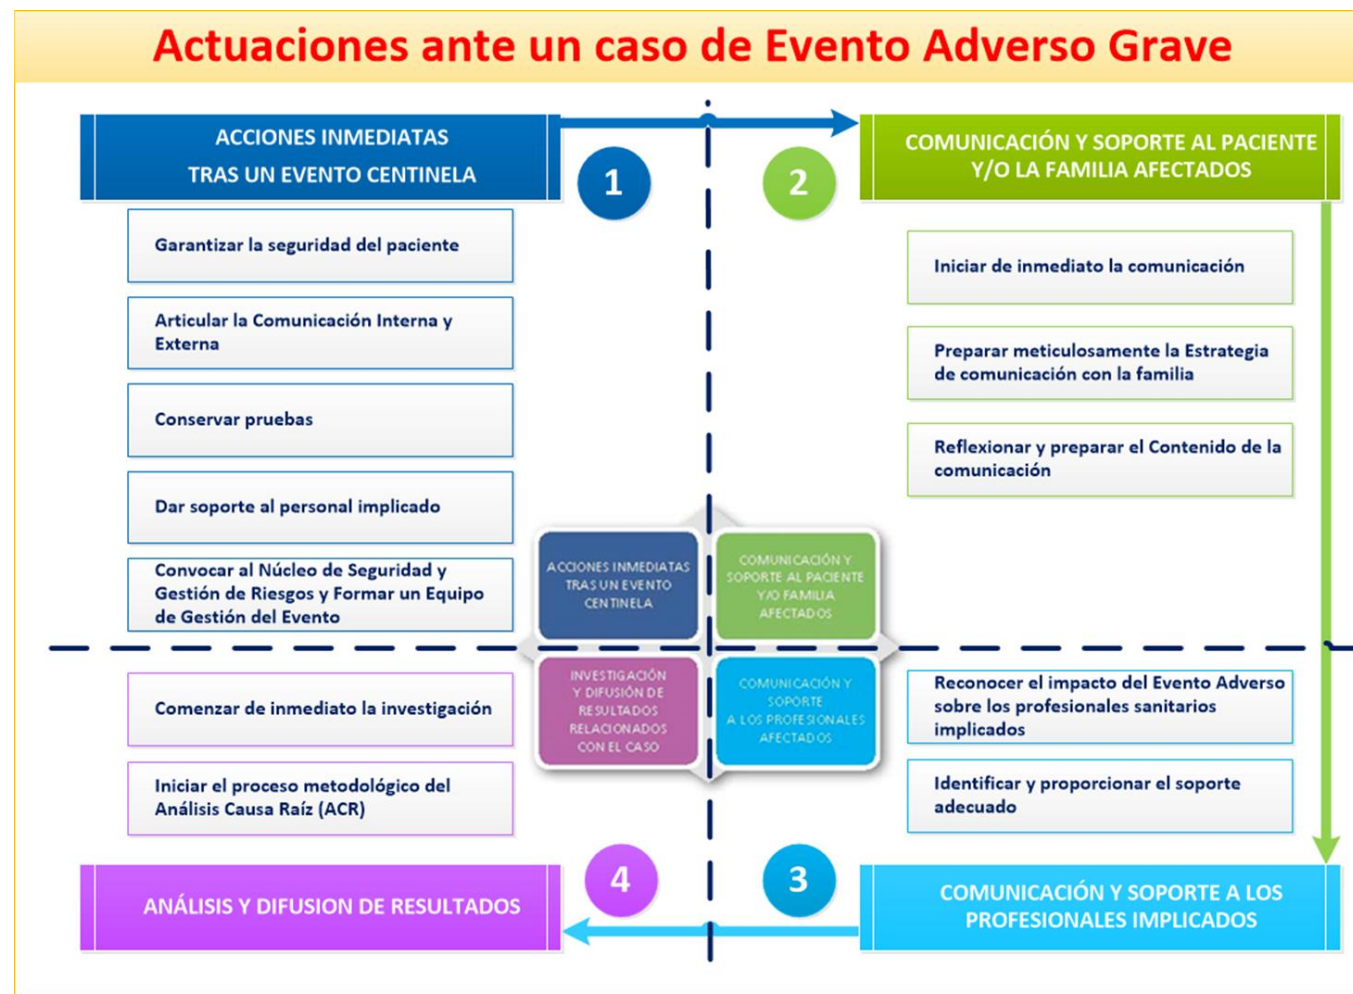 Actuaciones ante un caso de Evento Adverso Grave
ACCIONES INMEDIATAS
TRAS UN EVENTO CENTINELA
1
Garantizar la seguridad del paciente
Articular la Comunicación Interna y
Externa
Conservar pruebas
Dar soporte al personal implicado
Convocar al Núcleo de Seguridad y
Gestión de Riesgos y Formar un Equipo
de Gestión del Evento
2
COMUNICACIÓN Y SOPORTE AL PACIENTE
Y/O LA FAMILIA AFECTADOS
Iniciar de inmediato la comunicación
Preparar meticulosamente la Estrategia
de comunicación con la familia
Reflexionar y preparar el Contenido de la
comunicación
ACCIONES INMEDIATAS
TRAS UN EVENTO
CENTINELA
COMUNICACIÓN Y
SOPORTE AL PACIENTE
Y/O FAMILIA
AFECTADOS
INVESTIGACIÓN
Y DIFUSIÓN DE
RESULTADOS
RELACIONADOS
CON EL CASO
COMUNICACIÓN Y
SOPORTE
A LOS PROFESIONALES
AFECTADOS
Reconocer el impacto del Evento Adverso
sobre los profesionales sanitarios
implicados
Identificar y proporcionar el soporte
adecuado
3
COMUNICACIÓN Y SOPORTE A LOS
PROFESIONALES IMPLICADOS
Comenzar de inmediato la investigación
Iniciar el proceso metodológico del
Análisis Causa Raíz (ACR)
4
ANÁLISIS Y DIFUSION DE RESULTADOS